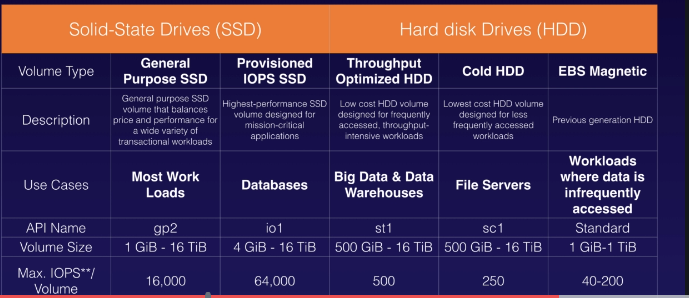 Solid-State Drives (SSD) Hard disk Drives (HDD)
Volume Type
General
Purpose SSD
Provisioned
IOPS SSD
Throughput
Optimized HDD
Cold HDD
EBS Magnetic
Description
General purpose SSD
volume that balances
price and performance for
a wide variety of
transactional workloads
Highest-performance SSD
volume designed for
mission-critical
applications
Low cost HDD volume
designed for frequently
accessed, throughput-
intensive workloads
Lowest cost HDD volume
designed for less
frequently accessed
workloads
Previous generation HDD
Use Cases
Most Work
Loads
Databases
Big Data & Data
Warehouses
File Servers
Workloads
where data is
infrequently
accessed
API Name gp2 io1 st1 sc1 Standard
Volume Size 1 GiB - 16 TiB 4 GiB - 16 TiB 500 GiB - 16 TiB 500 GiB - 16 TiB 1 GiB-1 TiB
Max. IOPS**/
Volume
16,000 64,000 500 250 40-200